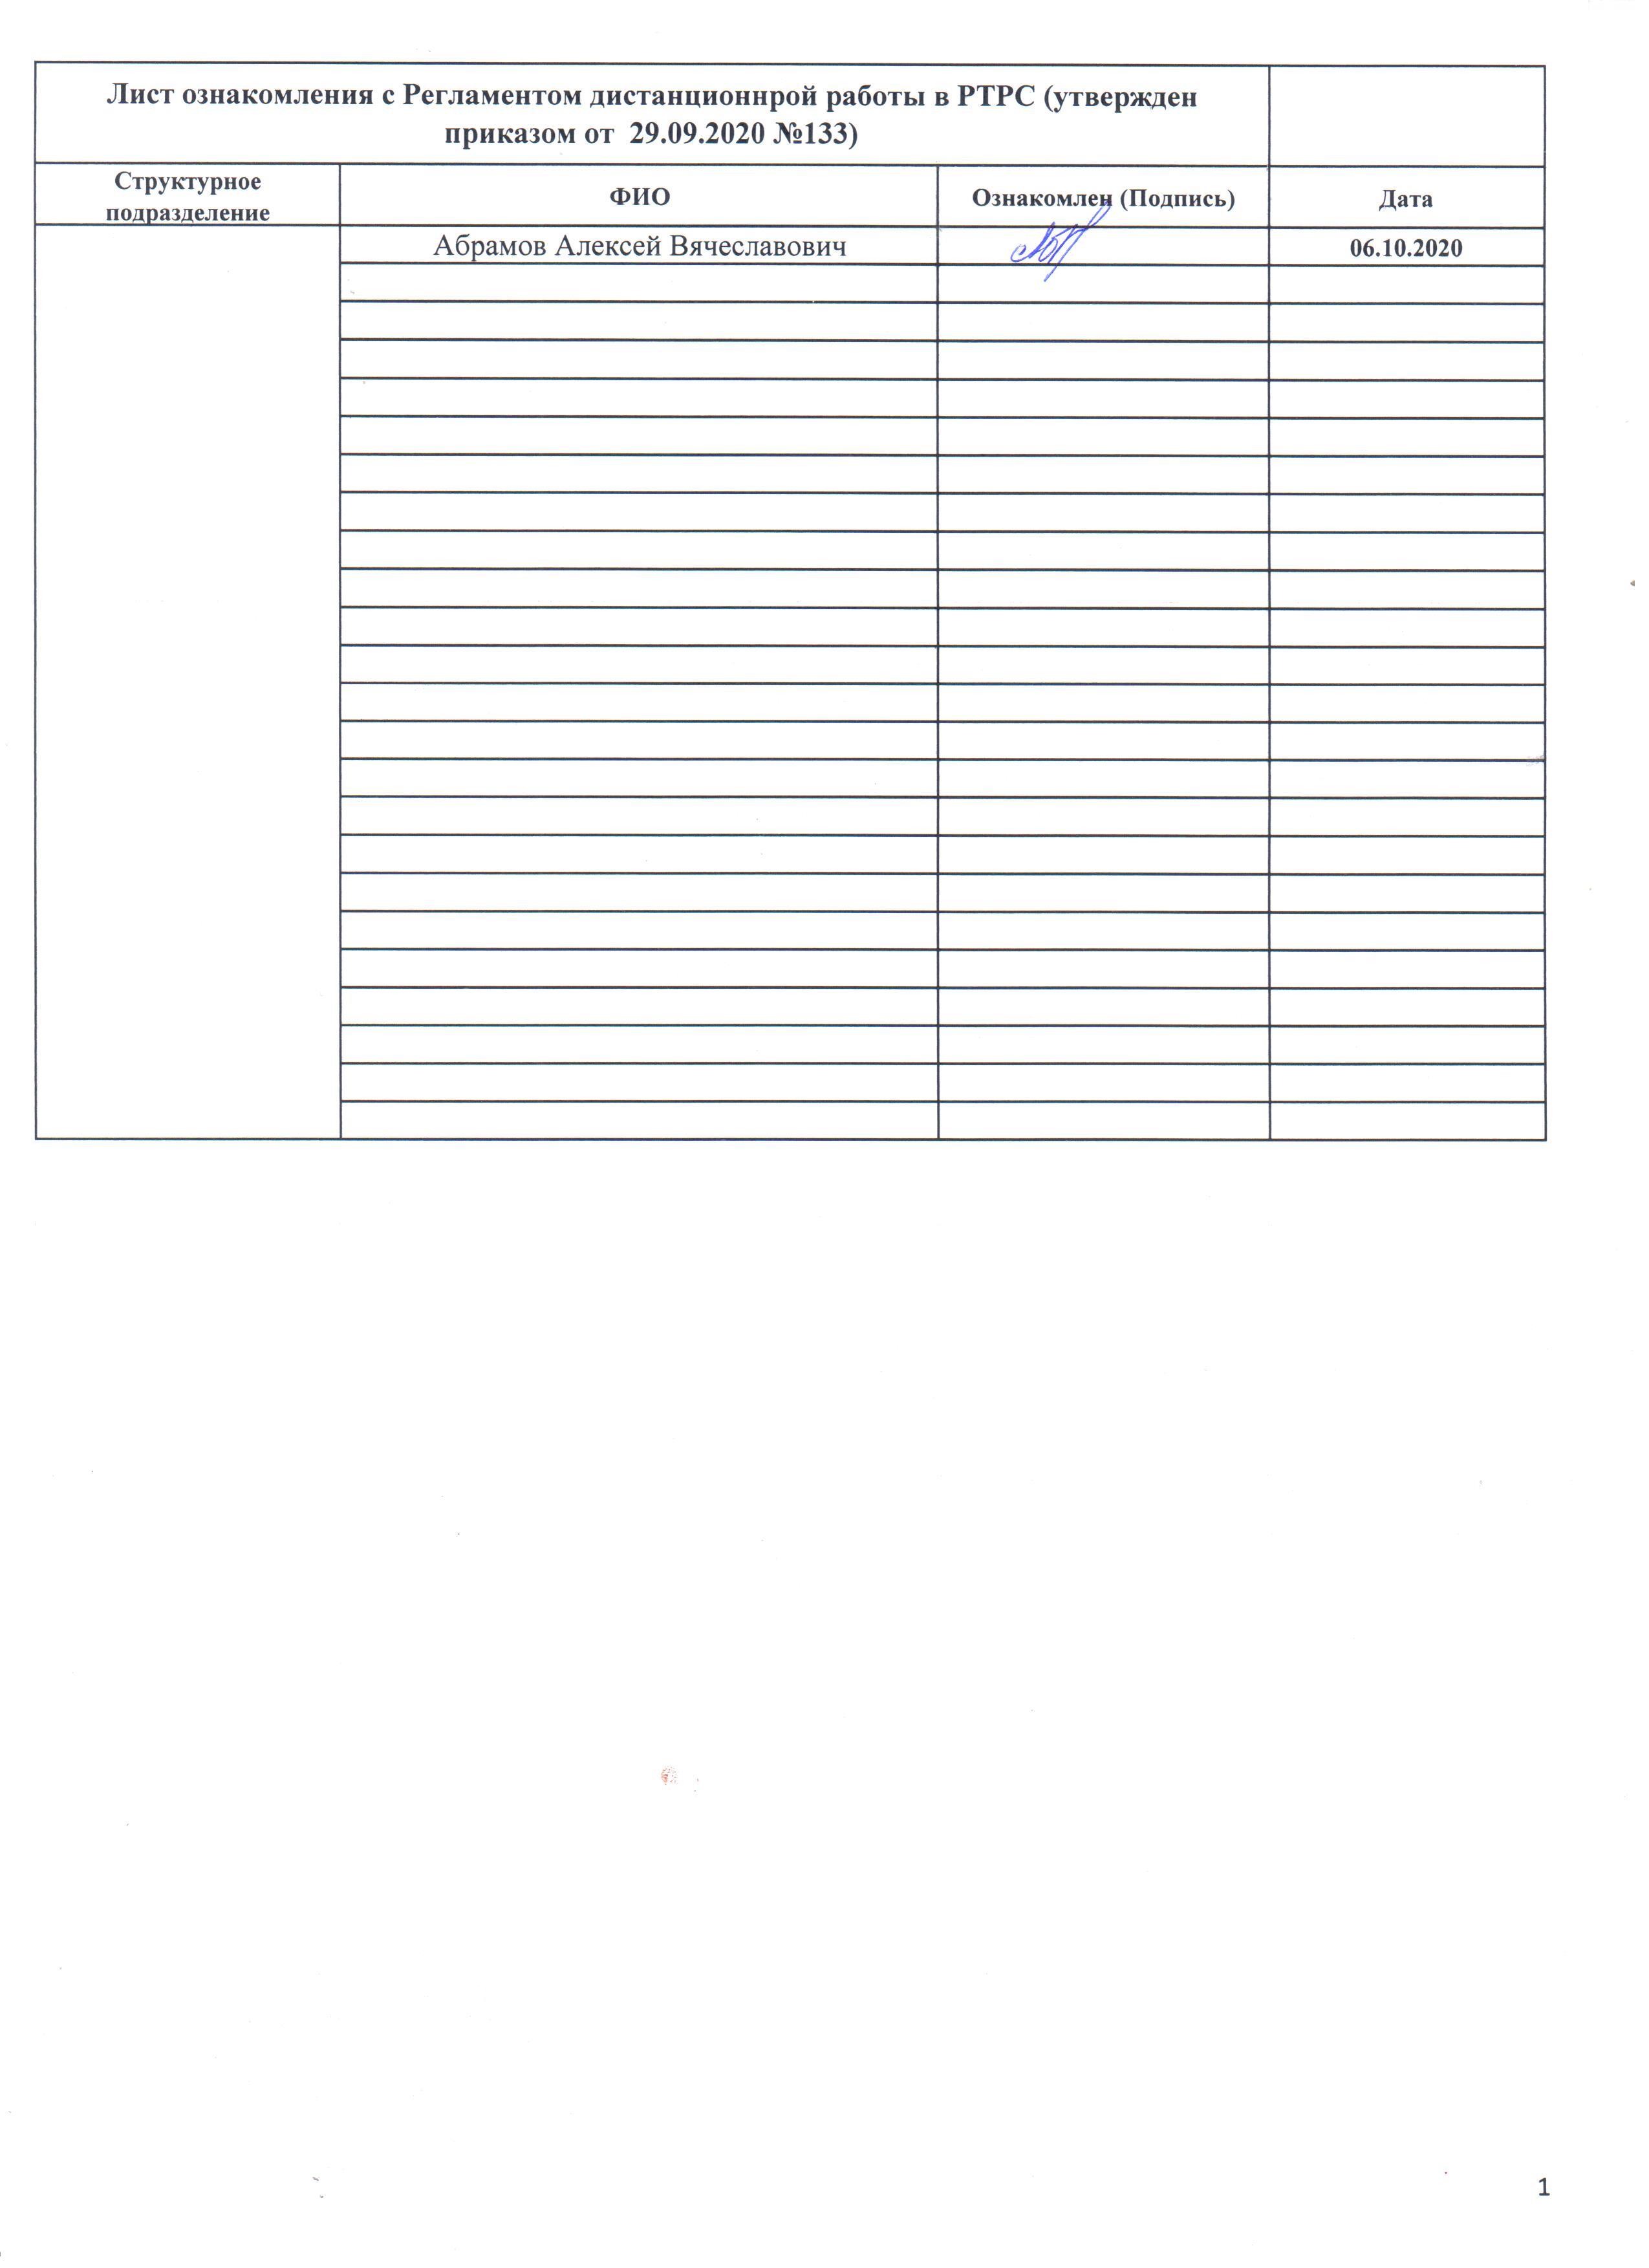 Лист ознакомления с Регламентом дистанционнрой работы в РТРС (утвержден
приказом от 29.09.2020 №133)
Структурное
подразделение
ФИО
Ознакомлен (Подпись)
Дата
Абрамов Алексей Вячеславович
06.10.2020
1